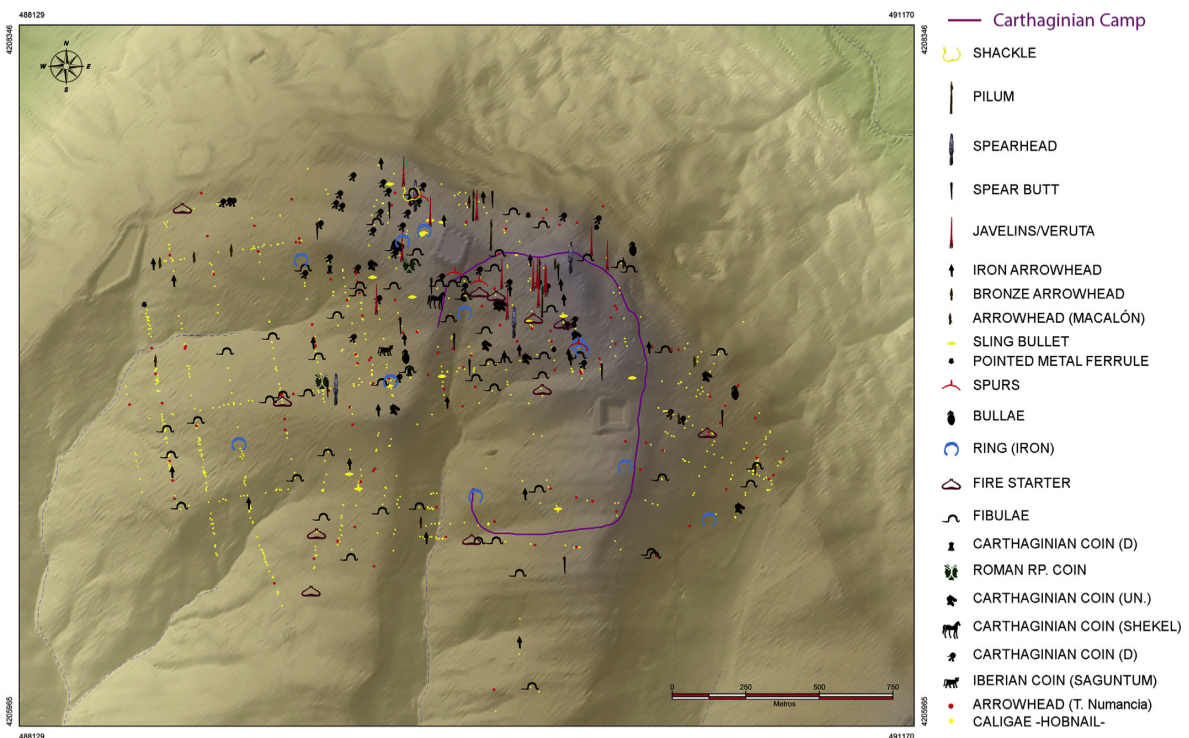 488129
491170
4208346
4208346
N
W
E
S
4205965
4205965
0
250
500
750
Metros
488129
491170
Carthaginian Camp
SHACKLE
PILUM
SPEARHEAD
SPEAR BUTT
JAVELINS/VERUTA
IRON ARROWHEAD
BRONZE ARROWHEAD
ARROWHEAD (MACALÓN)
SLING BULLET
POINTED METAL FERRULE
SPURS
BULLAE
RING (IRON)
FIRE STARTER
FIBULAE
CARTHAGINIAN COIN (D)
ROMAN RP. COIN
CARTHAGINIAN COIN (UN.)
CARTHAGINIAN COIN (SHEKEL)
CARTHAGINIAN COIN (D)
IBERIAN COIN (SAGUNTUM)
ARROWHEAD (T. Numancia)
CALIGAE -HOBNAIL-